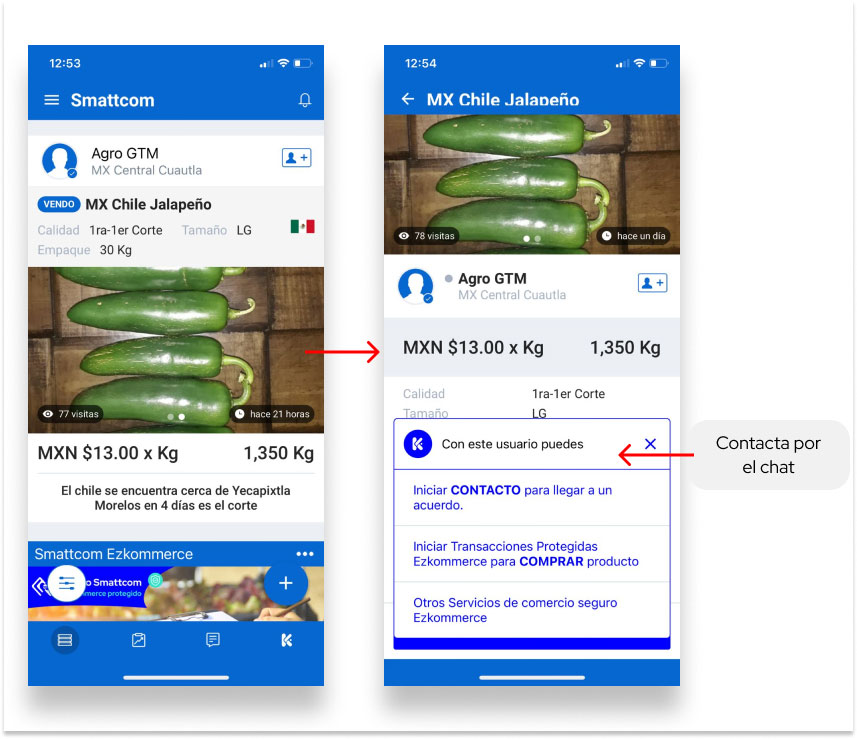 12:53
Smattcom
Agro GTM
MX Central Cuautla
VENDO MX Chile Jalapeño
Calidad 1ra-1er Corte Tamaño LG
Empaque 30 Kg
77 visitas
hace 21 horas
MXN $13.00 x Kg 1,350 Kg
El chile se encuentra cerca de Yecapixtla
Morelos en 4 días es el corte
Smattcom Ezkommerce
o Smattcom
merce protegido
12:54
MX Chile Jalapeño
78 visitas
hace un día
Agro GTM
MX Central Cuautla
MXN $13.00 x Kg 1,350 Kg
Calidad 1ra-1er Corte
Tamaño LG
Con este usuario puedes
Iniciar CONTACTO para llegar a un
acuerdo.
Iniciar Transacciones Protegidas
Ezkommerce para COMPRAR producto
Otros Servicios de comercio seguro
Ezkommerce
Contacta por
el chat